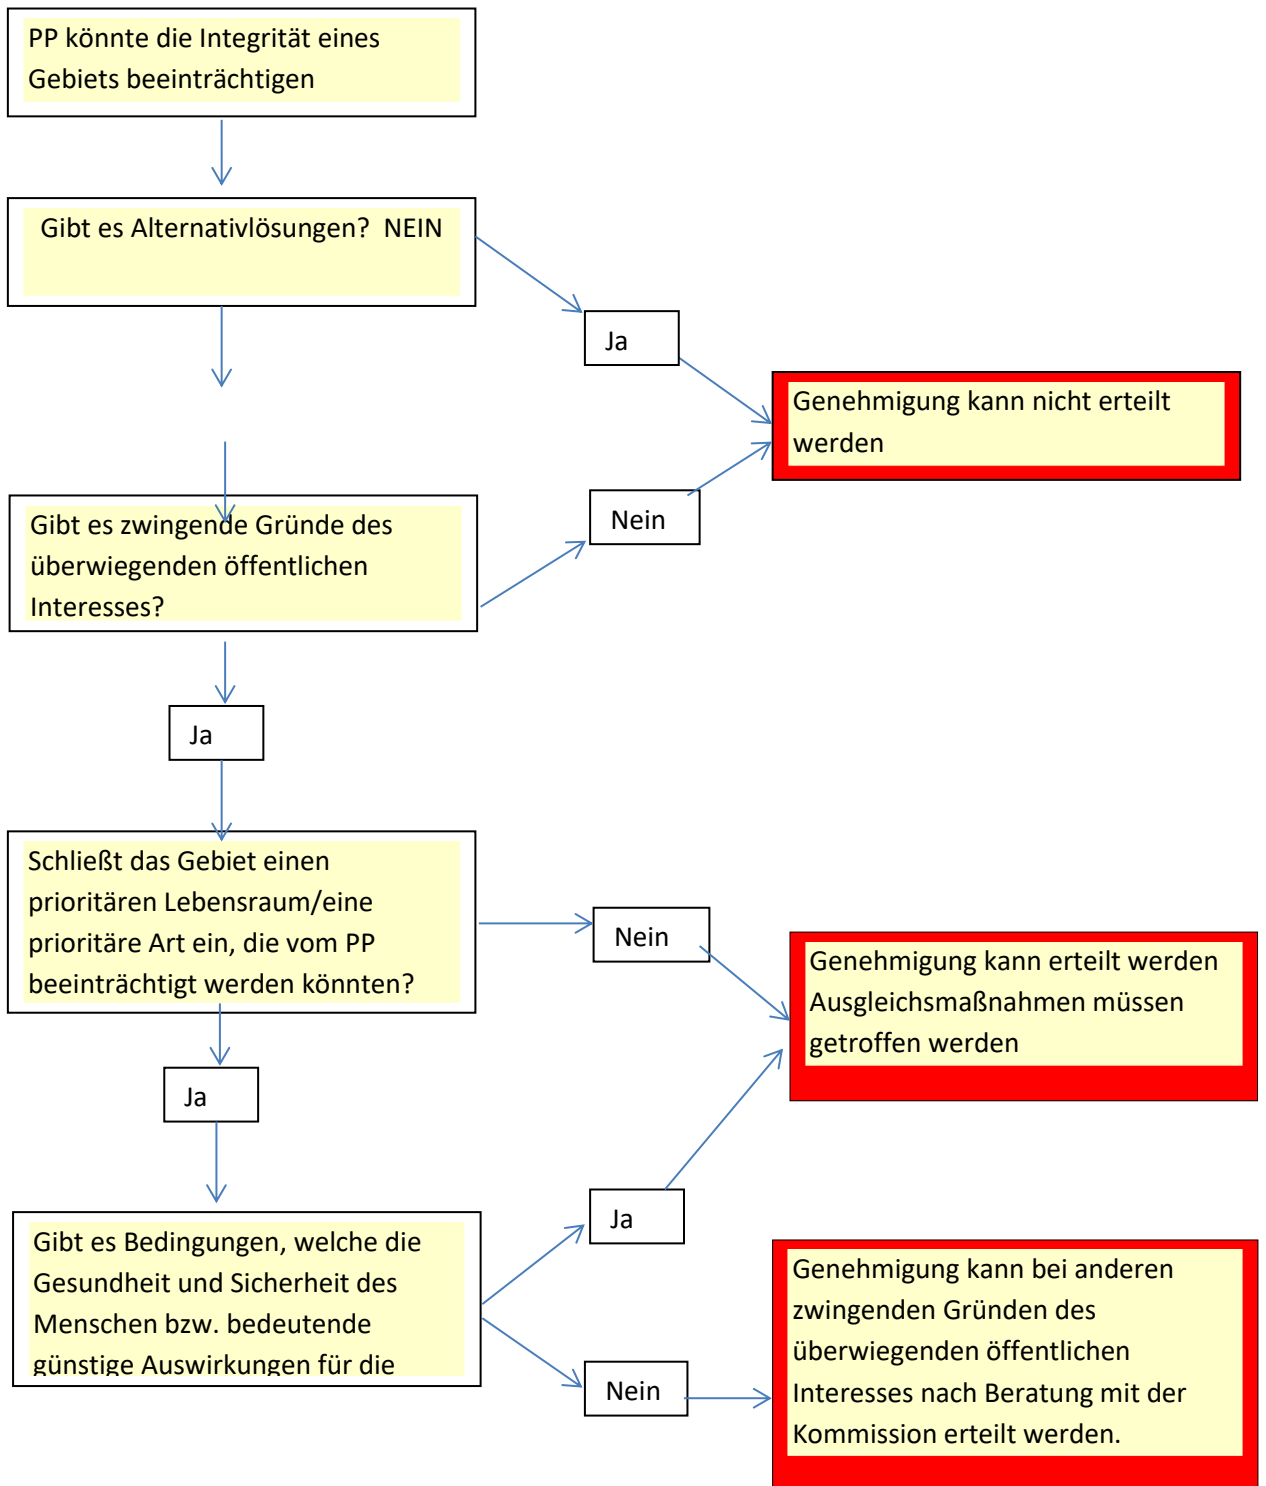 PP könnte die Integrität eines
Gebiets beeinträchtigen
Gibt es Alternativlösungen?  NEIN
Ja
Genehmigung kann nicht erteilt
werden
Nein
Gibt es zwingende Gründe des
überwiegenden öffentlichen
Interesses?
Ja
Schließt das Gebiet einen
prioritären Lebensraum/eine
prioritäre Art ein, die vom PP
beeinträchtigt werden könnten?
Nein
Genehmigung kann erteilt werden
Ausgleichsmaßnahmen müssen
getroffen werden
Ja
Ja
Gibt es Bedingungen, welche die
Gesundheit und Sicherheit des
Menschen bzw. bedeutende
günstige Auswirkungen für die
Nein
Genehmigung kann bei anderen
zwingenden Gründen des
überwiegenden öffentlichen
Interesses nach Beratung mit der
Kommission erteilt werden.